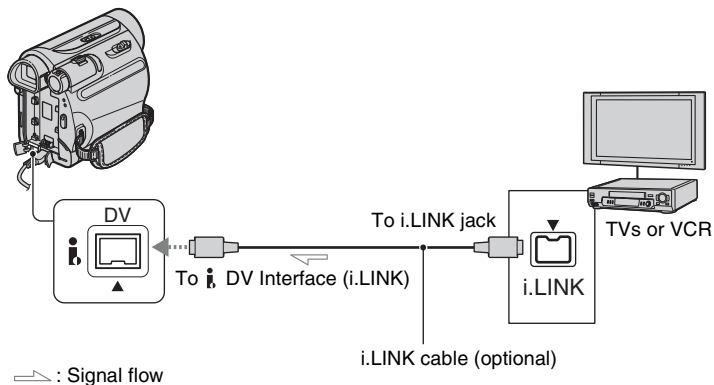 DV
To i.LINK jack
TVs or VCR
To i DV Interface (i.LINK)
i.LINK
i.LINK cable (optional)
: Signal flow